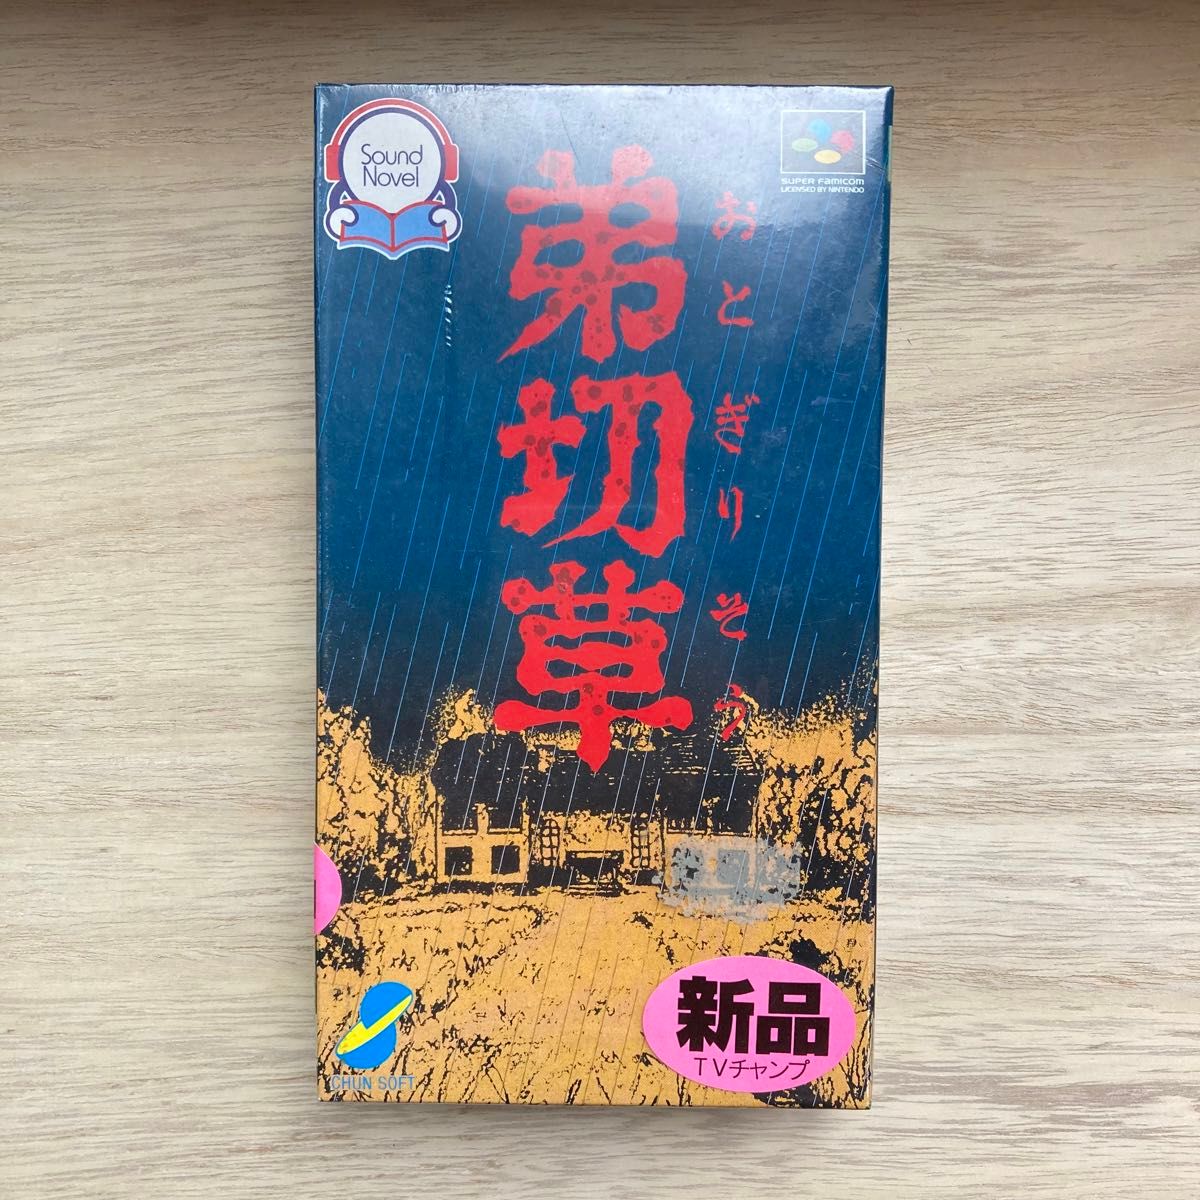 Sound
Novel
SUPER FAMICOM
LICENSED BY NINTENDO
弟切草
おとぎりそう
CHUN SOFT
新品
TVチャンプ